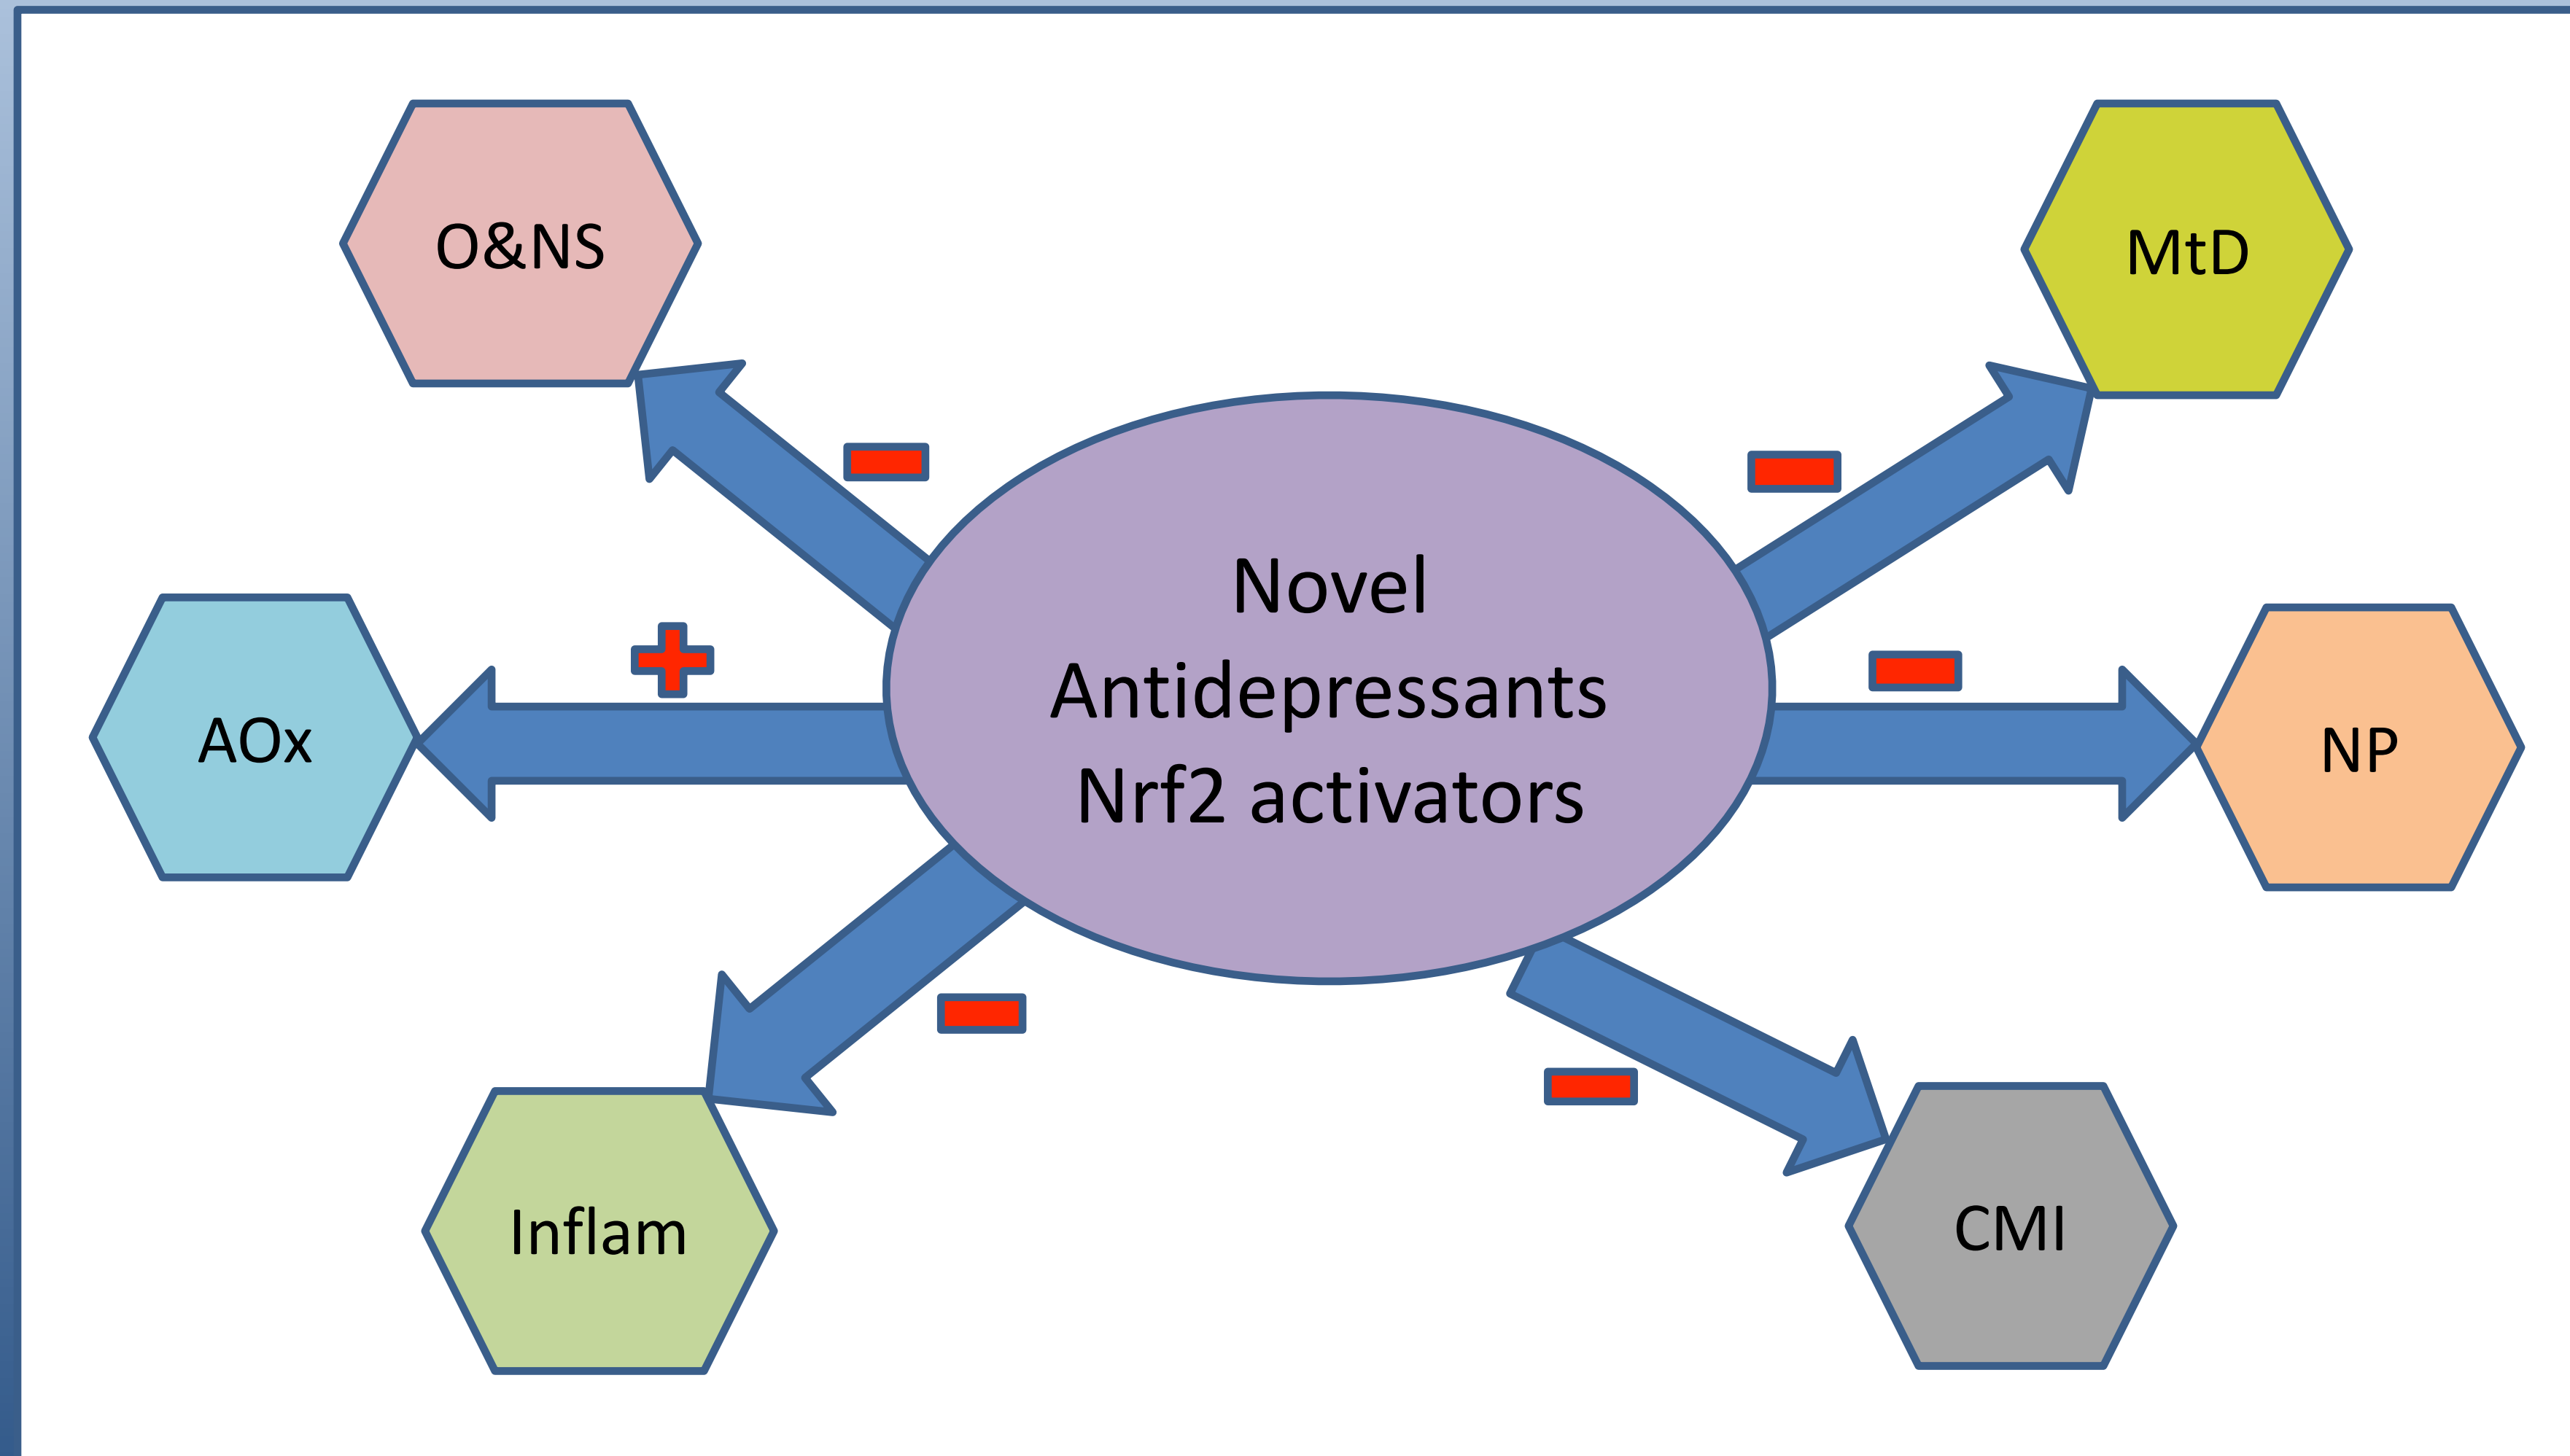 O&NS
MtD
Novel
Antidepressants
Nrf2 activators
AOx
NP
Inflam
CMI